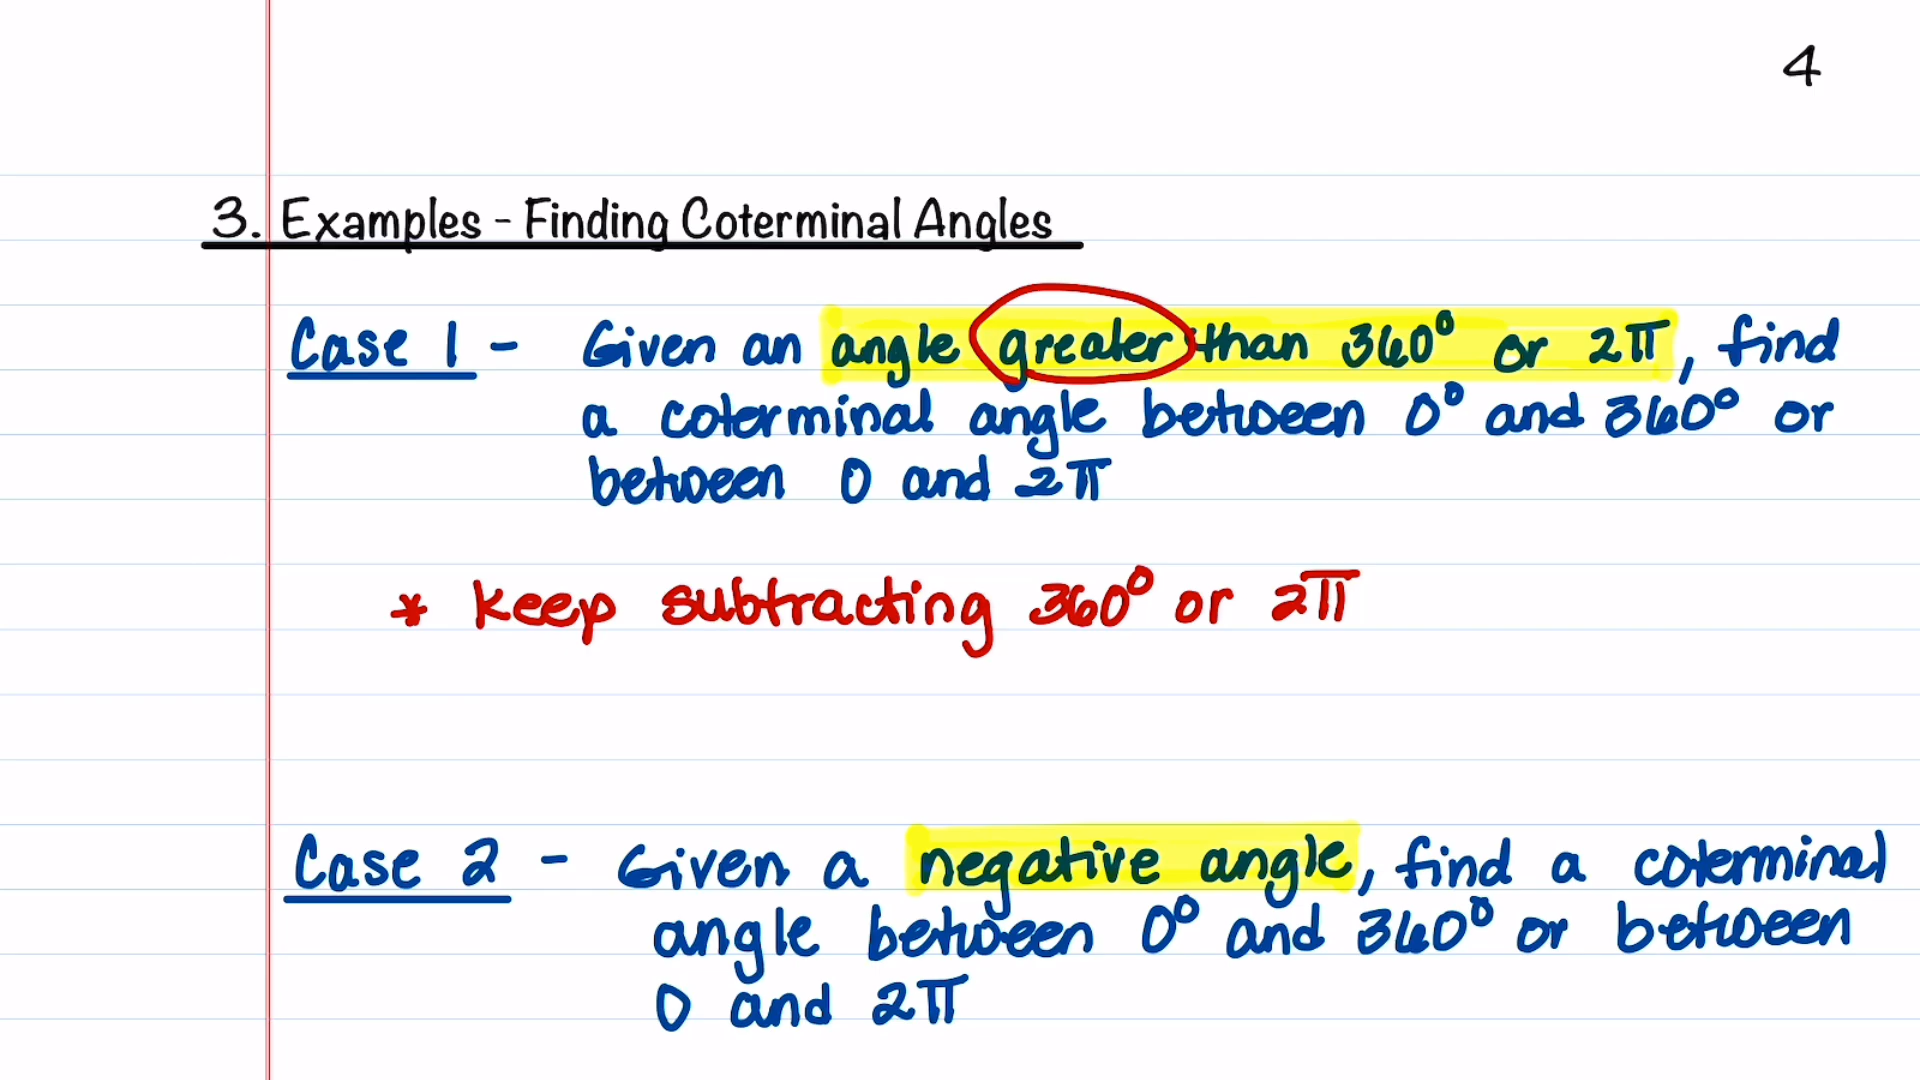 4
3. Examples - Finding Coterminal Angles
Case 1 - Given an angle greater than 360° or 2π, find
a coterminal angle between 0° and 360° or
between 0 and 2π
* keep subtracting 360° or 2π
Case 2 - Given a negative angle, find a coterminal
angle between 0° and 360° or between
0 and 2π